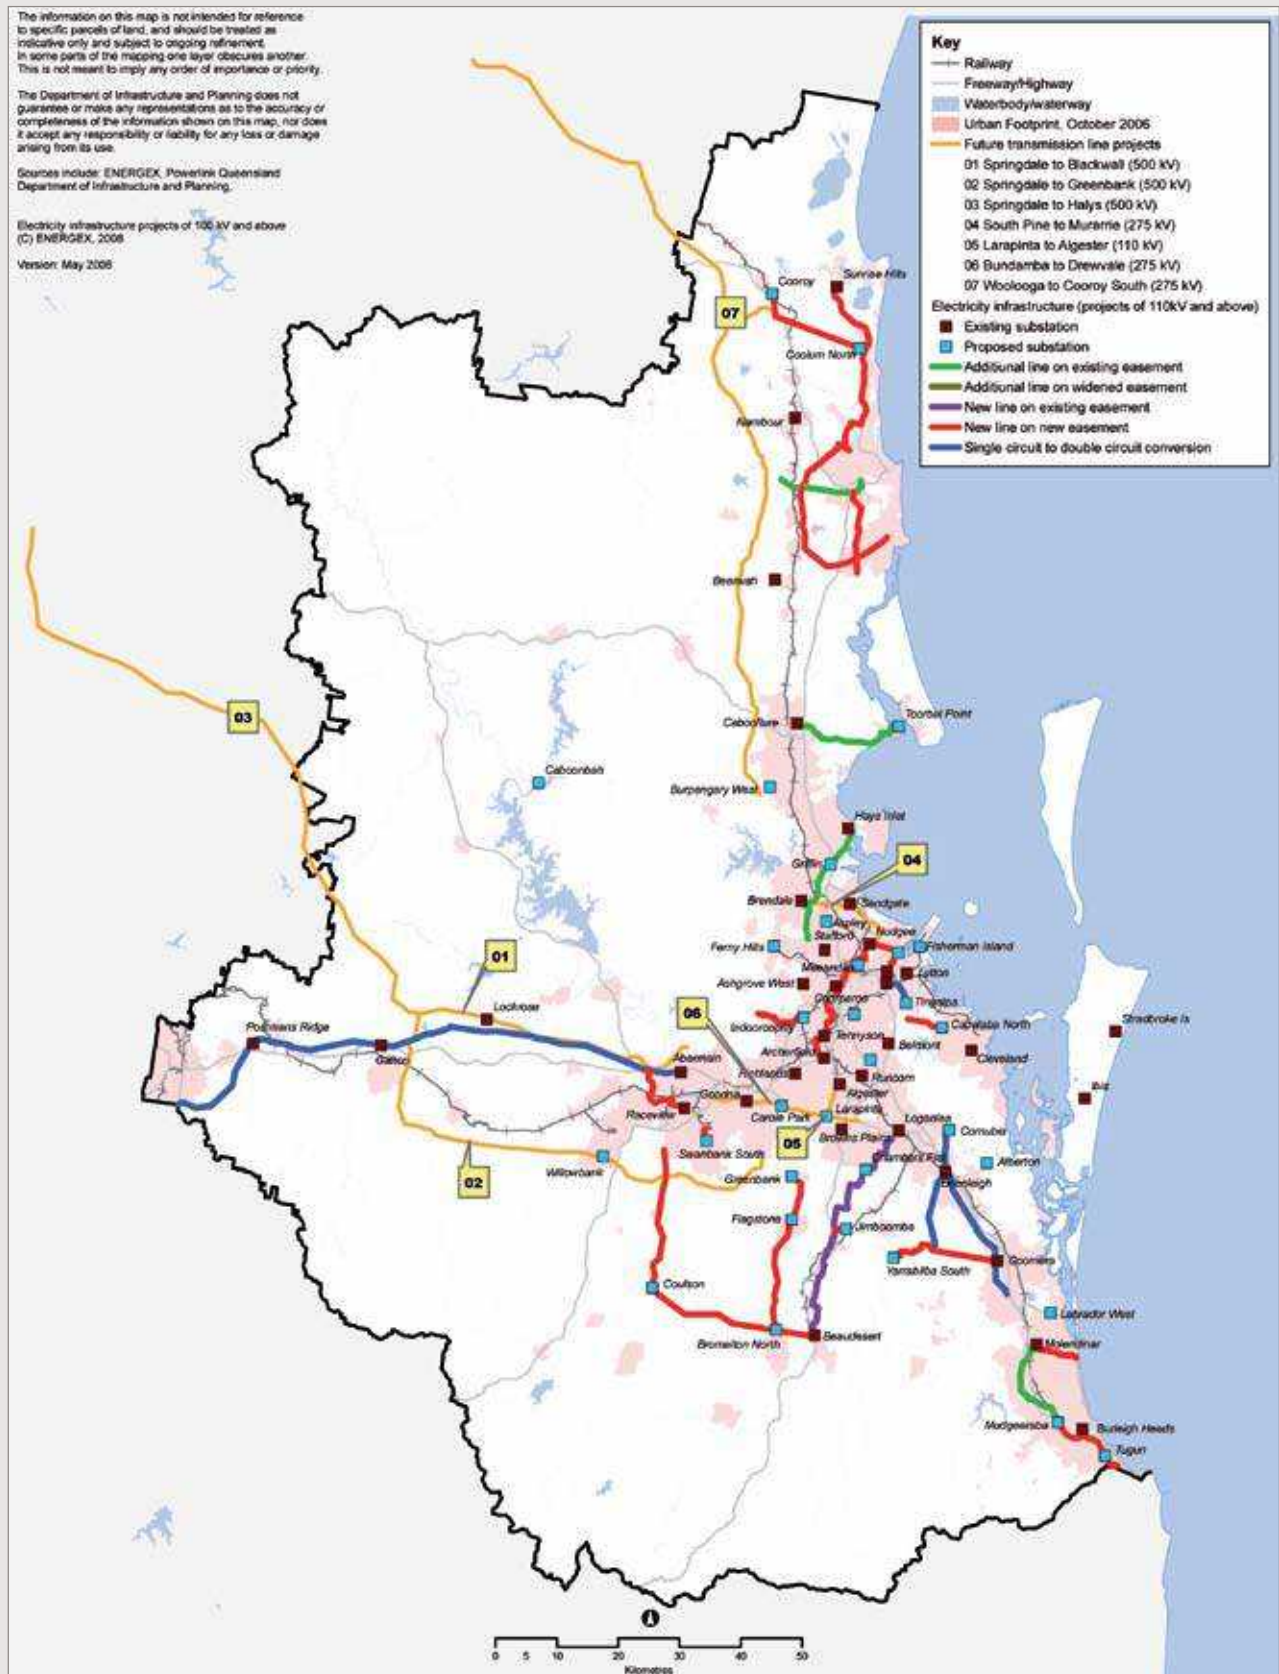 The information on this map is not intended for reference
to specific parcels of land, and should be treated as
indicative only and subject to ongoing refinement.
In some parts of the mapping one layer obscures another.
This is not meant to imply any order of importance or priority.
The Department of Infrastructure and Planning does not
guarantee or make any representations as to the accuracy or
completeness of the information shown on this map, nor does
it accept any responsibility or liability for any loss or damage
arising from its use.
Sources include: ENERGEX, Powerlink Queensland
Department of Infrastructure and Planning.
Electricity infrastructure projects of 100 kV and above
(C) ENERGEX, 2008
Version: May 2008
Key
Railway
Freeway/Highway
Waterbody/waterway
Urban Footprint, October 2006
Future transmission line projects
01 Springdale to Blackwall (500 kV)
02 Springdale to Greenbank (500 kV)
03 Springdale to Halys (500 kV)
04 South Pine to Murarrie (275 kV)
05 Larapinta to Algester (110 kV)
06 Bundamba to Drewvale (275 kV)
07 Woolooga to Cooroy South (275 kV)
Electricity infrastructure (projects of 110kV and above)
Existing substation
Proposed substation
Additional line on existing easement
Additional line on widened easement
New line on existing easement
New line on new easement
Single circuit to double circuit conversion
Cooroy
Sunrise Hills
07
Coolum North
Nambour
Beerwah
03
Caboolture
Toorbul Point
Caboonbah
Burpengary West
Hays Inlet
Griffin
04
Brendale
Sandgate
Aspley
Stafford
Nudgee
Ferny Hills
Fisherman Island
01
Lytton
Ashgrove West
Tingalpa
Lockrose
06
Indooroopilly
Capalaba North
Stradbroke Is
Postmans Ridge
Tennyson
Belmont
Gatton
Abermain
Archerfield
Cleveland
Richlands
Runcorn
Ibis
Goodna
Algester
Raceview
Carole Park
Larapinta
Loganlea
Cornubia
05
Browns Plains
Swanbank South
Chambers Flat
Alberton
Willowbank
02
Greenbank
Beenleigh
Flagstone
Jimboomba
Yarrabilba South
Coomera
Coulson
Labrador West
Bromelton North
Beaudesert
Molendinar
Mudgeeraba
Burleigh Heads
Tugun
0 5 10 20 30 40 50
Kilometres